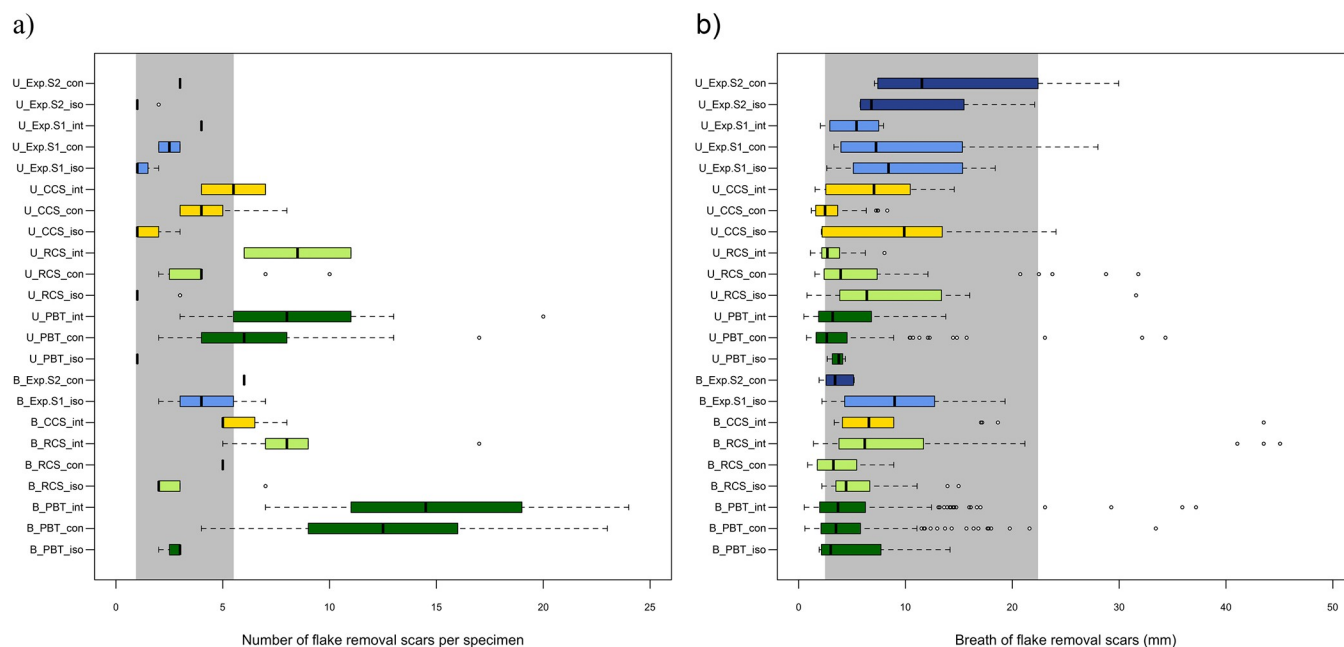 a)
U_Exp.S2_con
U_Exp.S2_iso
U_Exp.S1_int
U_Exp.S1_con
U_Exp.S1_iso
U_CCS_int
U_CCS_con
U_CCS_iso
U_RCS_int
U_RCS_con
U_RCS_iso
U_PBT_int
U_PBT_con
U_PBT_iso
B_Exp.S2_con
B_Exp.S1_iso
B_CCS_int
B_RCS_int
B_RCS_con
B_RCS_iso
B_PBT_int
B_PBT_con
B_PBT_iso
0 5 10 15 20 25
Number of flake removal scars per specimen
b)
U_Exp.S2_con
U_Exp.S2_iso
U_Exp.S1_int
U_Exp.S1_con
U_Exp.S1_iso
U_CCS_int
U_CCS_con
U_CCS_iso
U_RCS_int
U_RCS_con
U_RCS_iso
U_PBT_int
U_PBT_con
U_PBT_iso
B_Exp.S2_con
B_Exp.S1_iso
B_CCS_int
B_RCS_int
B_RCS_con
B_RCS_iso
B_PBT_int
B_PBT_con
B_PBT_iso
0 10 20 30 40 50
Breath of flake removal scars (mm)